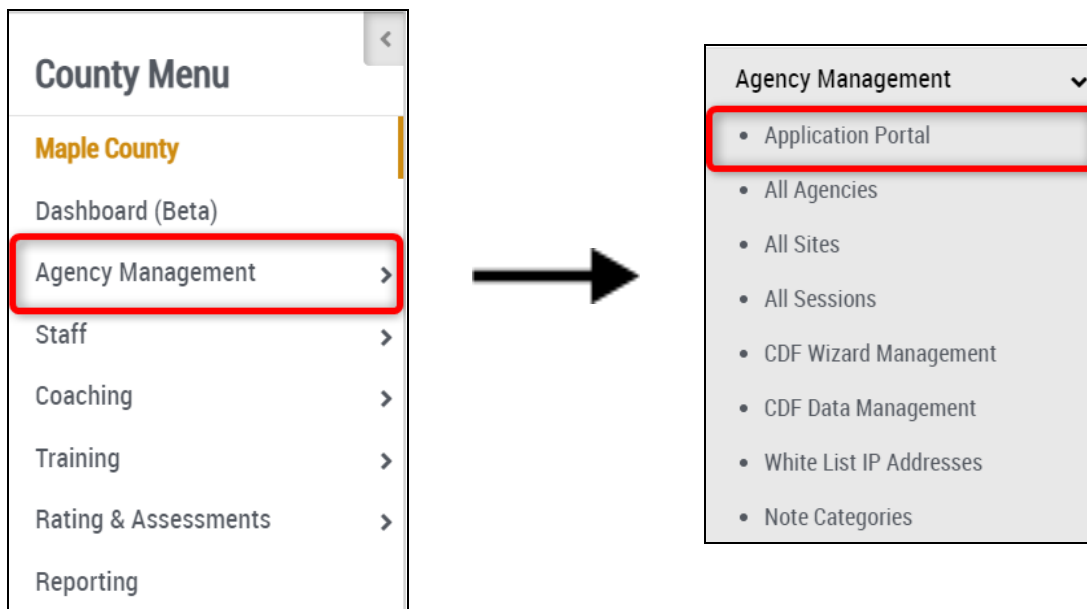 County Menu
Maple County
Dashboard (Beta)
Agency Management
Staff
Coaching
Training
Rating & Assessments
Reporting
Agency Management
Application Portal
All Agencies
All Sites
All Sessions
CDF Wizard Management
CDF Data Management
White List IP Addresses
Note Categories